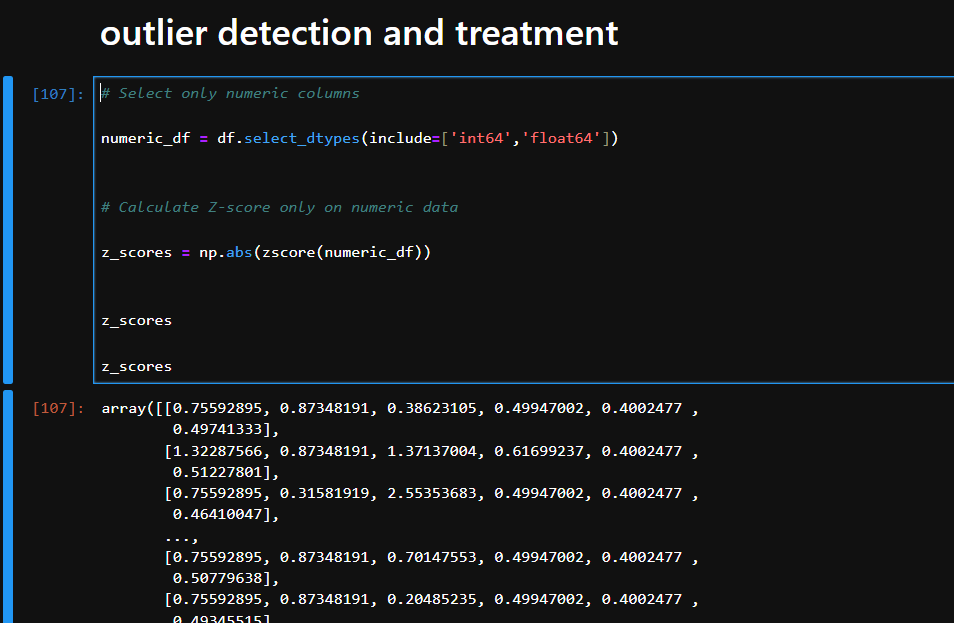 outlier detection and treatment
[107]: # Select only numeric columns
numeric_df = df.select_dtypes(include=['int64','float64'])
# Calculate Z-score only on numeric data
z_scores = np.abs(zscore(numeric_df))
z_scores
z_scores
[107]: array([[0.75592895, 0.87348191, 0.38623105, 0.49947002, 0.4002477 ,
0.49741333],
[1.32287566, 0.87348191, 1.37137004, 0.61699237, 0.4002477 ,
0.51227801],
[0.75592895, 0.31581919, 2.55353683, 0.49947002, 0.4002477 ,
0.46410047],
...,
[0.75592895, 0.87348191, 0.70147553, 0.49947002, 0.4002477 ,
0.50779638],
[0.75592895, 0.87348191, 0.20485235, 0.49947002, 0.4002477 ,
0.49345515]